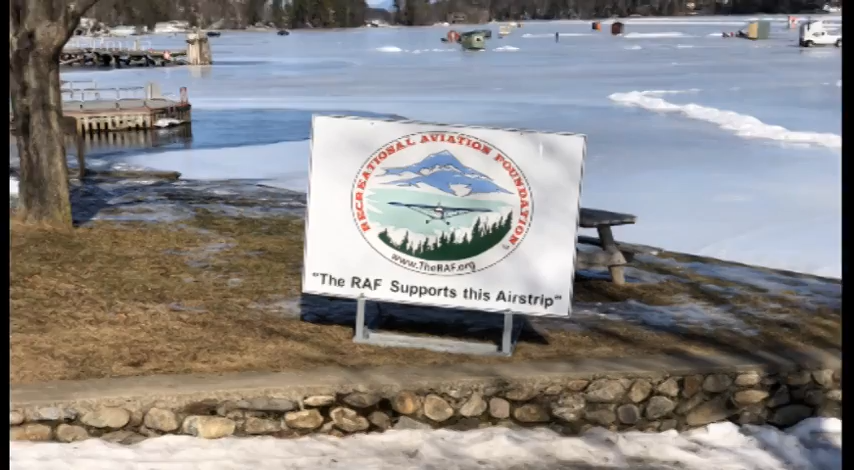 RECREATIONAL AVIATION FOUNDATION
www.TheRAF.org
"The RAF Supports this Airstrip"